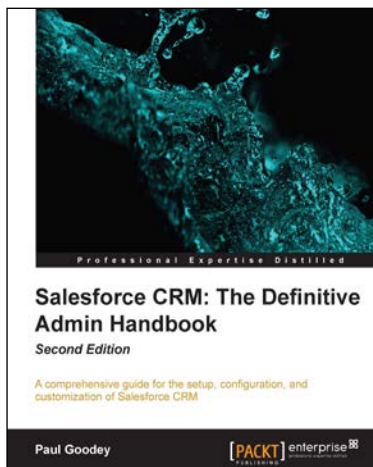 Professional Expertise Distilled
Salesforce CRM: The Definitive
Admin Handbook
Second Edition
A comprehensive guide for the setup, configuration, and
customization of Salesforce CRM
Paul Goodey
[PACKT] enterprise
PUBLISHING